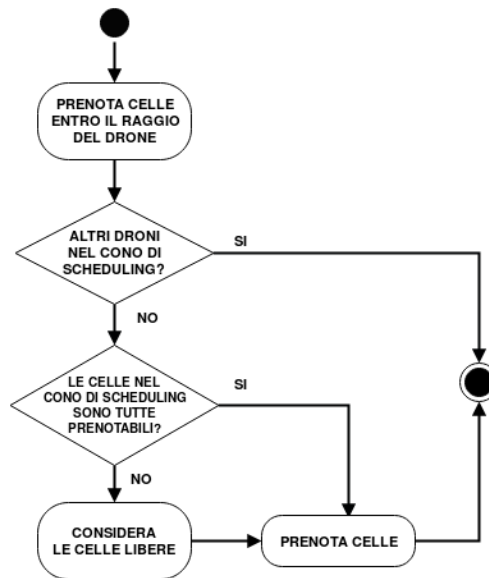 PRENOTA CELLE
ENTRO IL RAGGIO
DEL DRONE
ALTRI DRONI
NEL CONO DI
SCHEDULING?
SI
NO
LE CELLE NEL
CONO DI SCHEDULING
SONO TUTTE
PRENOTABILI?
SI
NO
CONSIDERA
LE CELLE LIBERE
PRENOTA CELLE